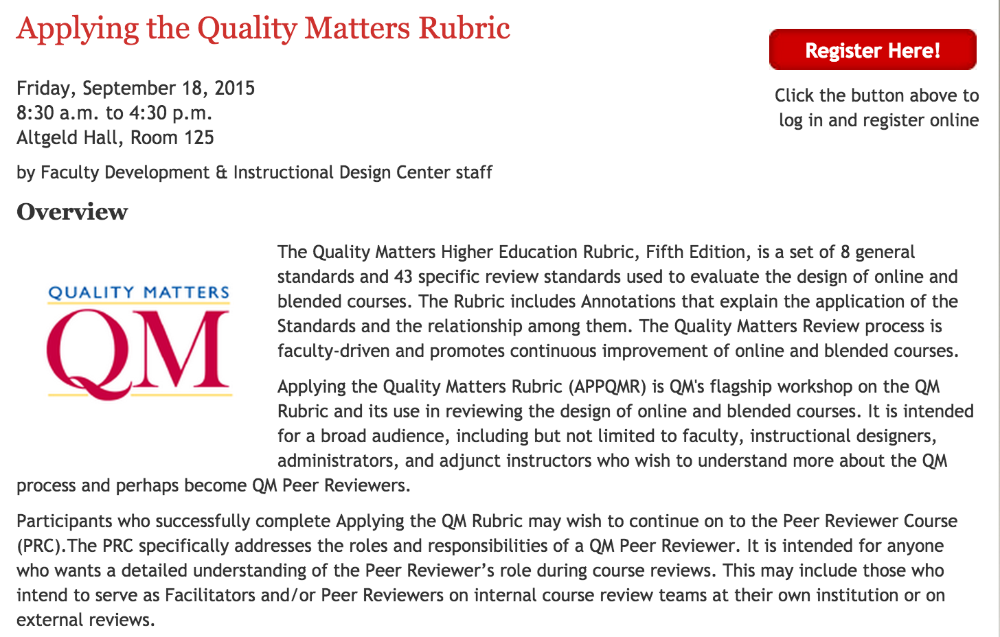 Applying the Quality Matters Rubric
Register Here!
Click the button above to
log in and register online
Friday, September 18, 2015
8:30 a.m. to 4:30 p.m.
Altgeld Hall, Room 125
by Faculty Development & Instructional Design Center staff
Overview
QUALITY MATTERS
QM
The Quality Matters Higher Education Rubric, Fifth Edition, is a set of 8 general
standards and 43 specific review standards used to evaluate the design of online and
blended courses. The Rubric includes Annotations that explain the application of the
Standards and the relationship among them. The Quality Matters Review process is
faculty-driven and promotes continuous improvement of online and blended courses.
Applying the Quality Matters Rubric (APPQMR) is QM's flagship workshop on the QM
Rubric and its use in reviewing the design of online and blended courses. It is intended
for a broad audience, including but not limited to faculty, instructional designers,
administrators, and adjunct instructors who wish to understand more about the QM
process and perhaps become QM Peer Reviewers.
Participants who successfully complete Applying the QM Rubric may wish to continue on to the Peer Reviewer Course
(PRC).The PRC specifically addresses the roles and responsibilities of a QM Peer Reviewer. It is intended for anyone
who wants a detailed understanding of the Peer Reviewer’s role during course reviews. This may include those who
intend to serve as Facilitators and/or Peer Reviewers on internal course review teams at their own institution or on
external reviews.